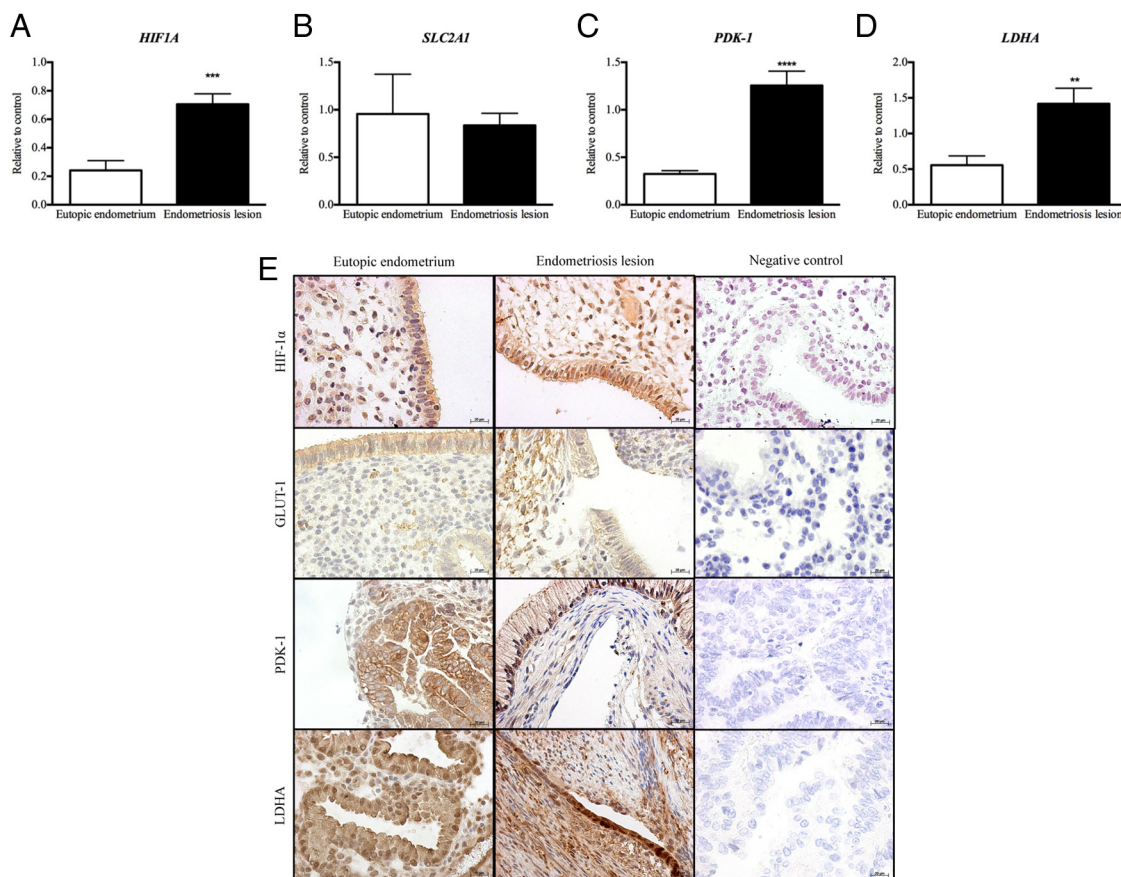 A
HIF1A
Relative to control
1.0
0.8
0.6
0.4
0.2
0.0
***
Eutopic endometrium Endometriosis lesion
B
SLC2A1
Relative to control
1.5
1.0
0.5
0.0
Eutopic endometrium Endometriosis lesion
C
PDK-1
Relative to control
1.5
1.0
0.5
0.0
****
Eutopic endometrium Endometriosis lesion
D
LDHA
Relative to control
2.0
1.5
1.0
0.5
0.0
**
Eutopic endometrium Endometriosis lesion
E
Eutopic endometrium Endometriosis lesion Negative control
HIF-1α
GLUT-1
PDK-1
LDHA